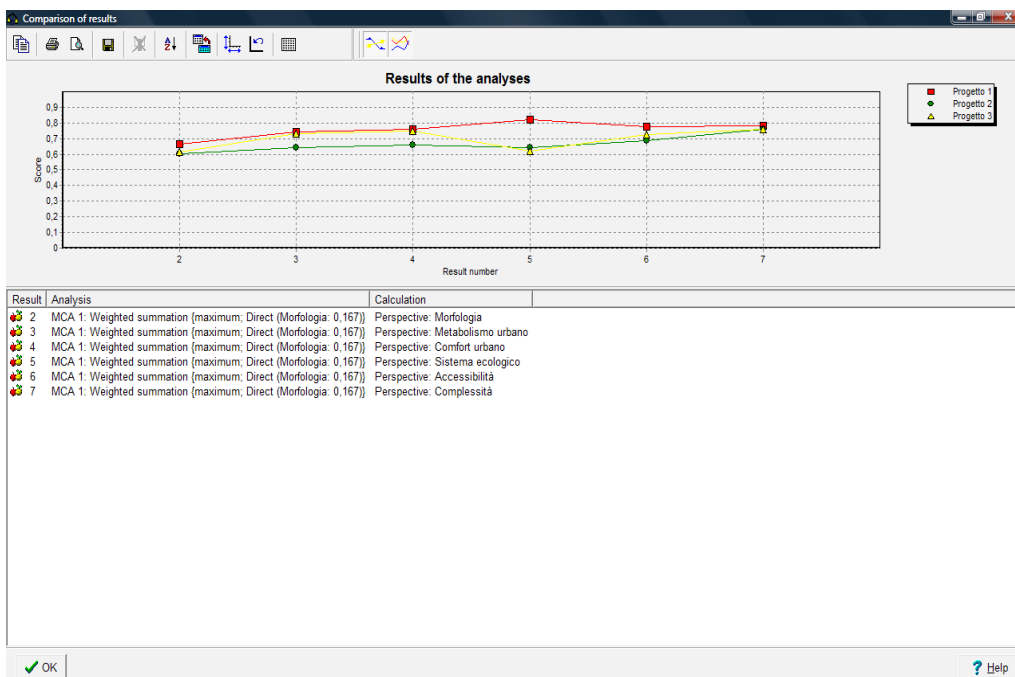 Comparison of results
Results of the analyses
Progetto 1
Progetto 2
Progetto 3
0,9
0,8
0,7
0,6
0,5
0,4
0,3
0,2
0,1
0
Score
2 3 4 5 6 7
Result number
Result Analysis Calculation
2 MCA 1: Weighted summation {maximum; Direct (Morfologia: 0,167)} Perspective: Morfologia
3 MCA 1: Weighted summation {maximum; Direct (Morfologia: 0,167)} Perspective: Metabolismo urbano
4 MCA 1: Weighted summation {maximum; Direct (Morfologia: 0,167)} Perspective: Comfort urbano
5 MCA 1: Weighted summation {maximum; Direct (Morfologia: 0,167)} Perspective: Sistema ecologico
6 MCA 1: Weighted summation {maximum; Direct (Morfologia: 0,167)} Perspective: Accessibilità
7 MCA 1: Weighted summation {maximum; Direct (Morfologia: 0,167)} Perspective: Complessità
OK
? Help